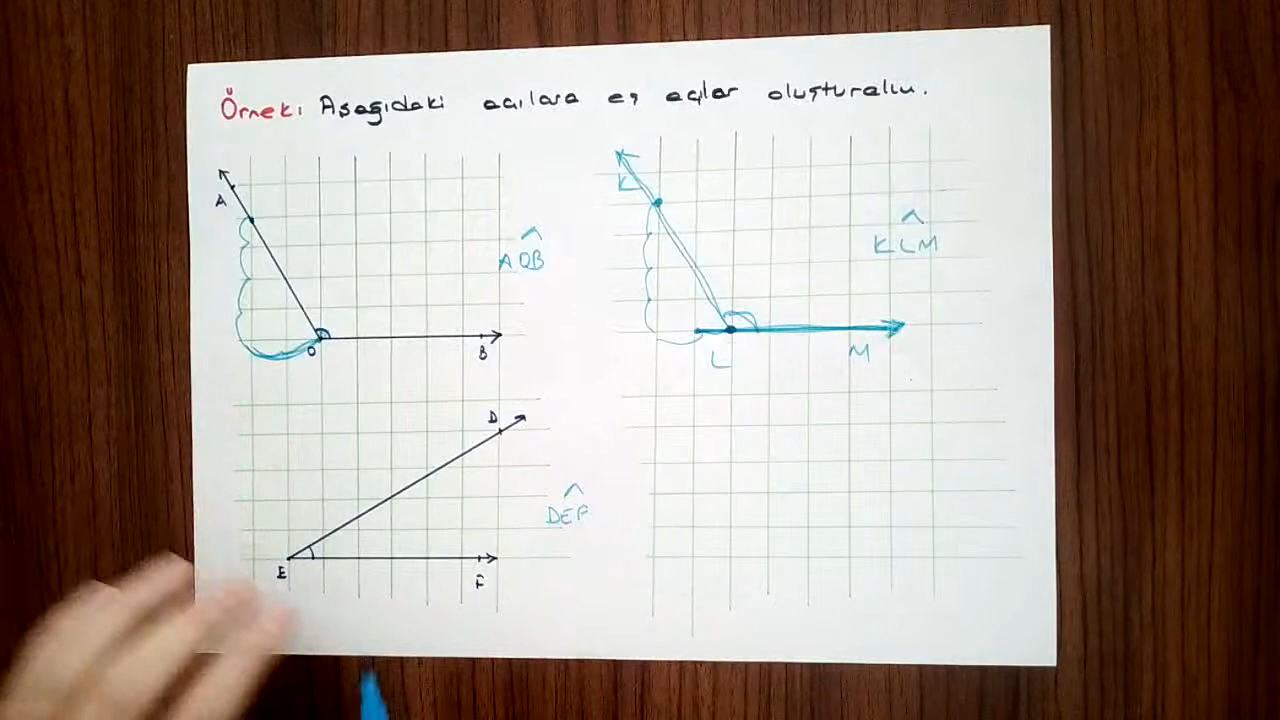 Örnek: Aşağıdaki açılara eş açılar oluşturalım.
A
O
B
AOB
K
L
M
KLM
D
E
F
DEF